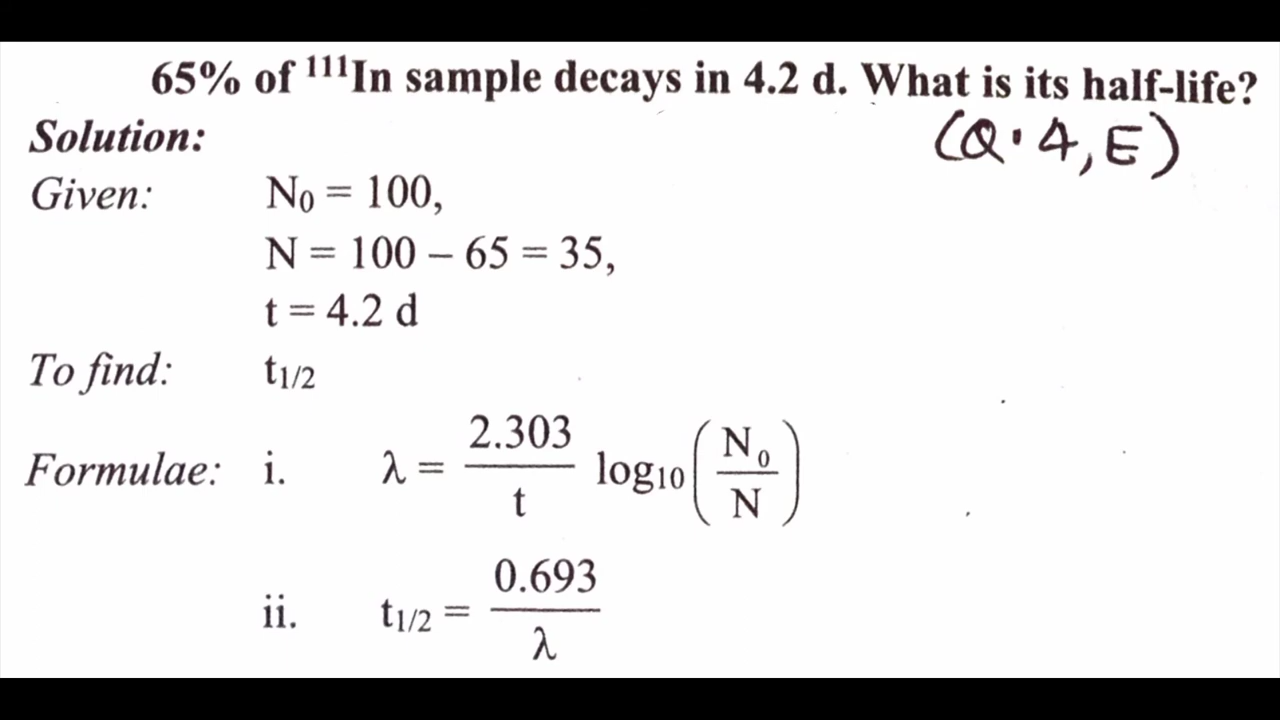 65% of ¹¹¹In sample decays in 4.2 d. What is its half-life?
(Q.4, E)
Solution:
Given: N₀ = 100,
N = 100 – 65 = 35,
t = 4.2 d
To find: t₁/₂
Formulae: i. λ = 2.303 / t log₁₀ (N₀ / N)
ii. t₁/₂ = 0.693 / λ